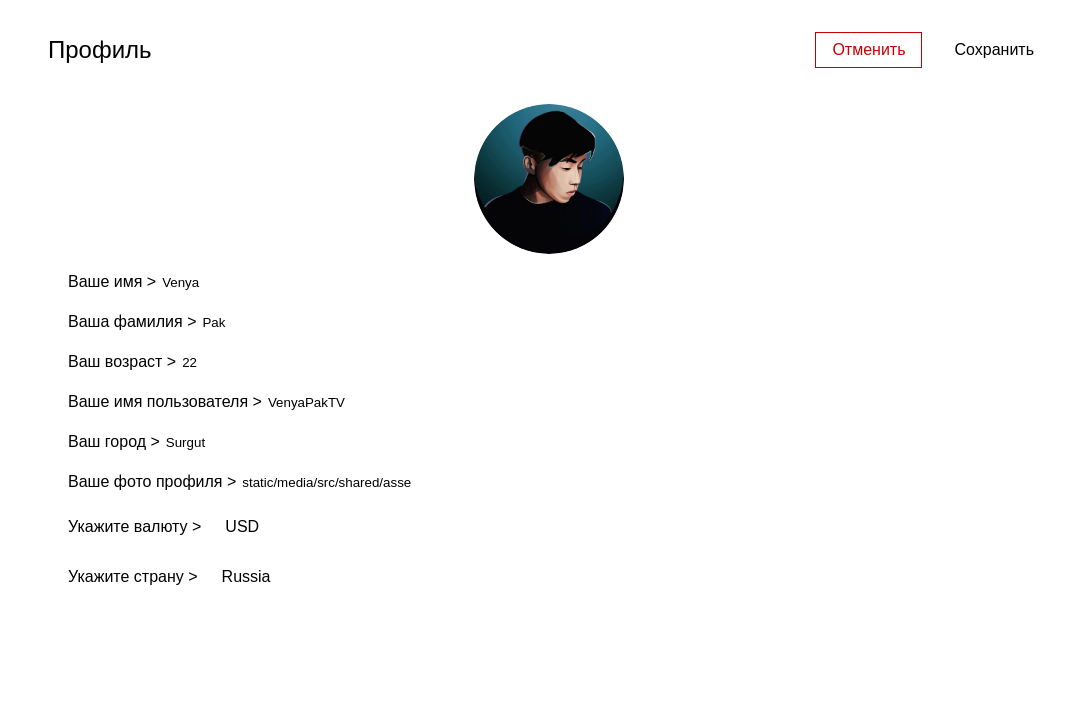 Профиль
Отменить
Сохранить
Ваше имя > Venya
Ваша фамилия > Pak
Ваш возраст > 22
Ваше имя пользователя > VenyaPakTV
Ваш город > Surgut
Ваше фото профиля > static/media/src/shared/asse
Укажите валюту > USD
Укажите страну > Russia